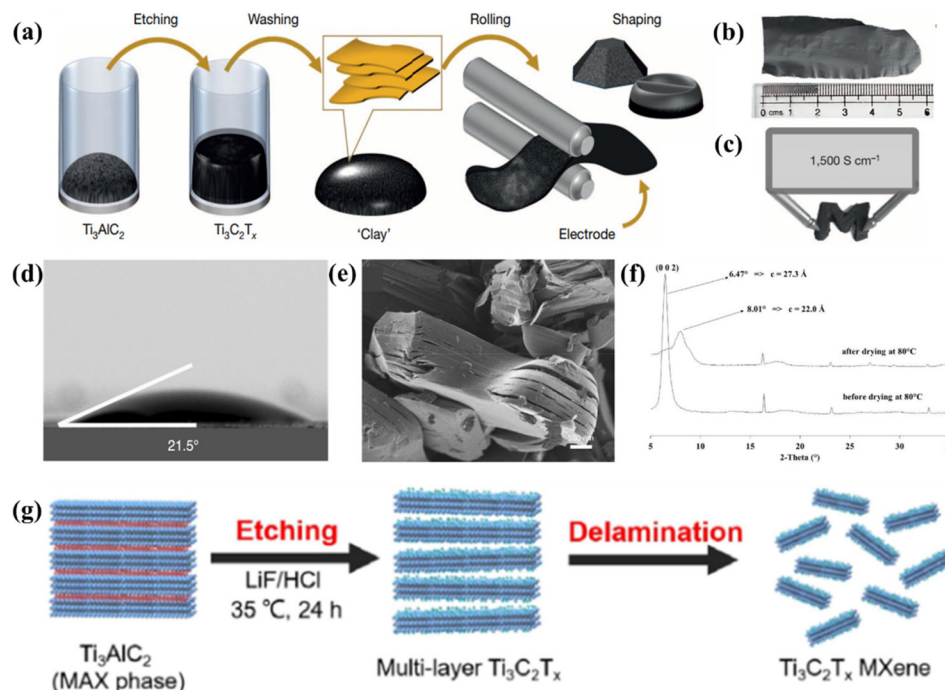 (a)
Etching
Washing
Rolling
Shaping
Ti₃AlC₂
Ti₃C₂Tₓ
'Clay'
Electrode
(b)
0 cms 1 2 3 4 5 6
(c)
1,500 S cm⁻¹
(d)
21.5°
(e)
(f)
(0 0 2)
6.47° => c = 27.3 Å
8.01° => c = 22.0 Å
after drying at 80°C
before drying at 80°C
5 10 15 20 25 30
2-Theta (°)
(g)
Etching
LiF/HCl
35 ℃, 24 h
Delamination
Ti₃AlC₂
(MAX phase)
Multi-layer Ti₃C₂Tₓ
Ti₃C₂Tₓ MXene